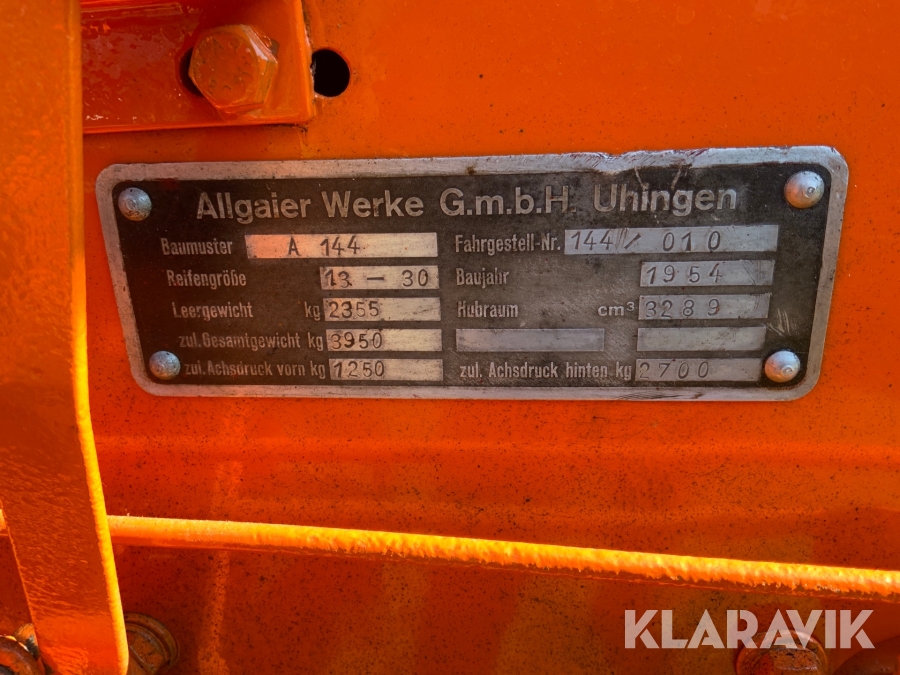 Allgaier Werke G.m.b.H. Uhingen
Baumuster A 144 Fahrgestell-Nr. 144 / 010
Reifengröße 13 - 30 Baujahr 1954
Leergewicht kg 2355 Hubraum cm³ 3289
zul. Gesamtgewicht kg 3950
zul. Achsdruck vorn kg 1250 zul. Achsdruck hinten kg 2700
KLARAVIK